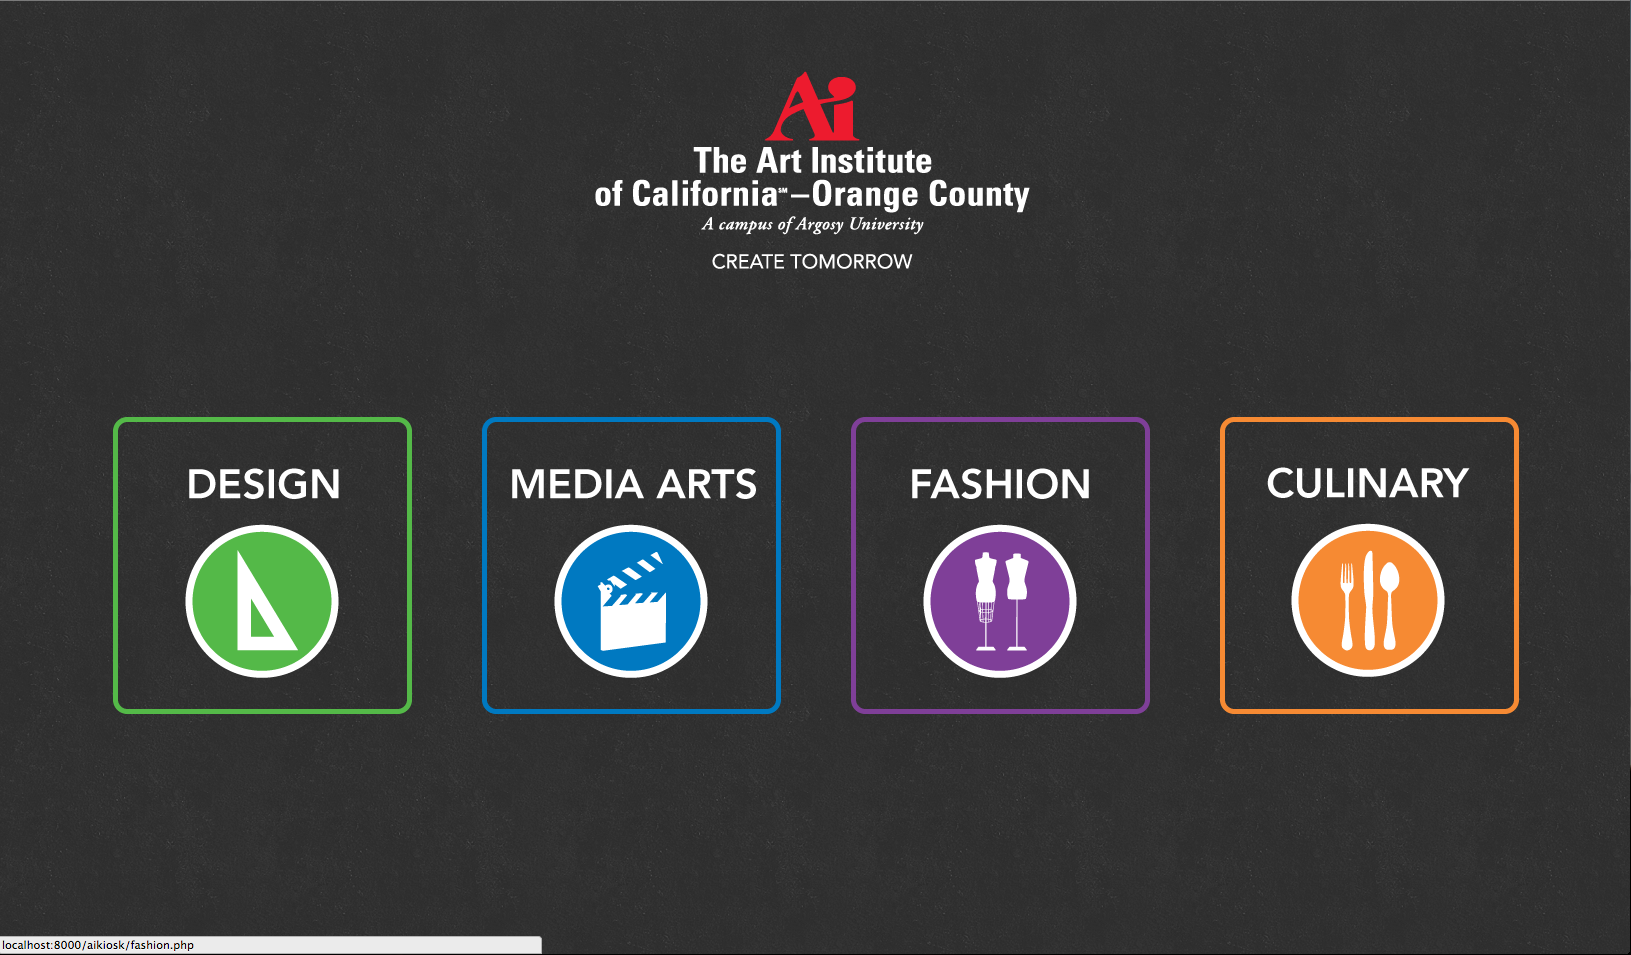 Ai
The Art Institute
of California℠–Orange County
A campus of Argosy University
CREATE TOMORROW
DESIGN
MEDIA ARTS
FASHION
CULINARY
localhost:8000/aikiosk/fashion.php